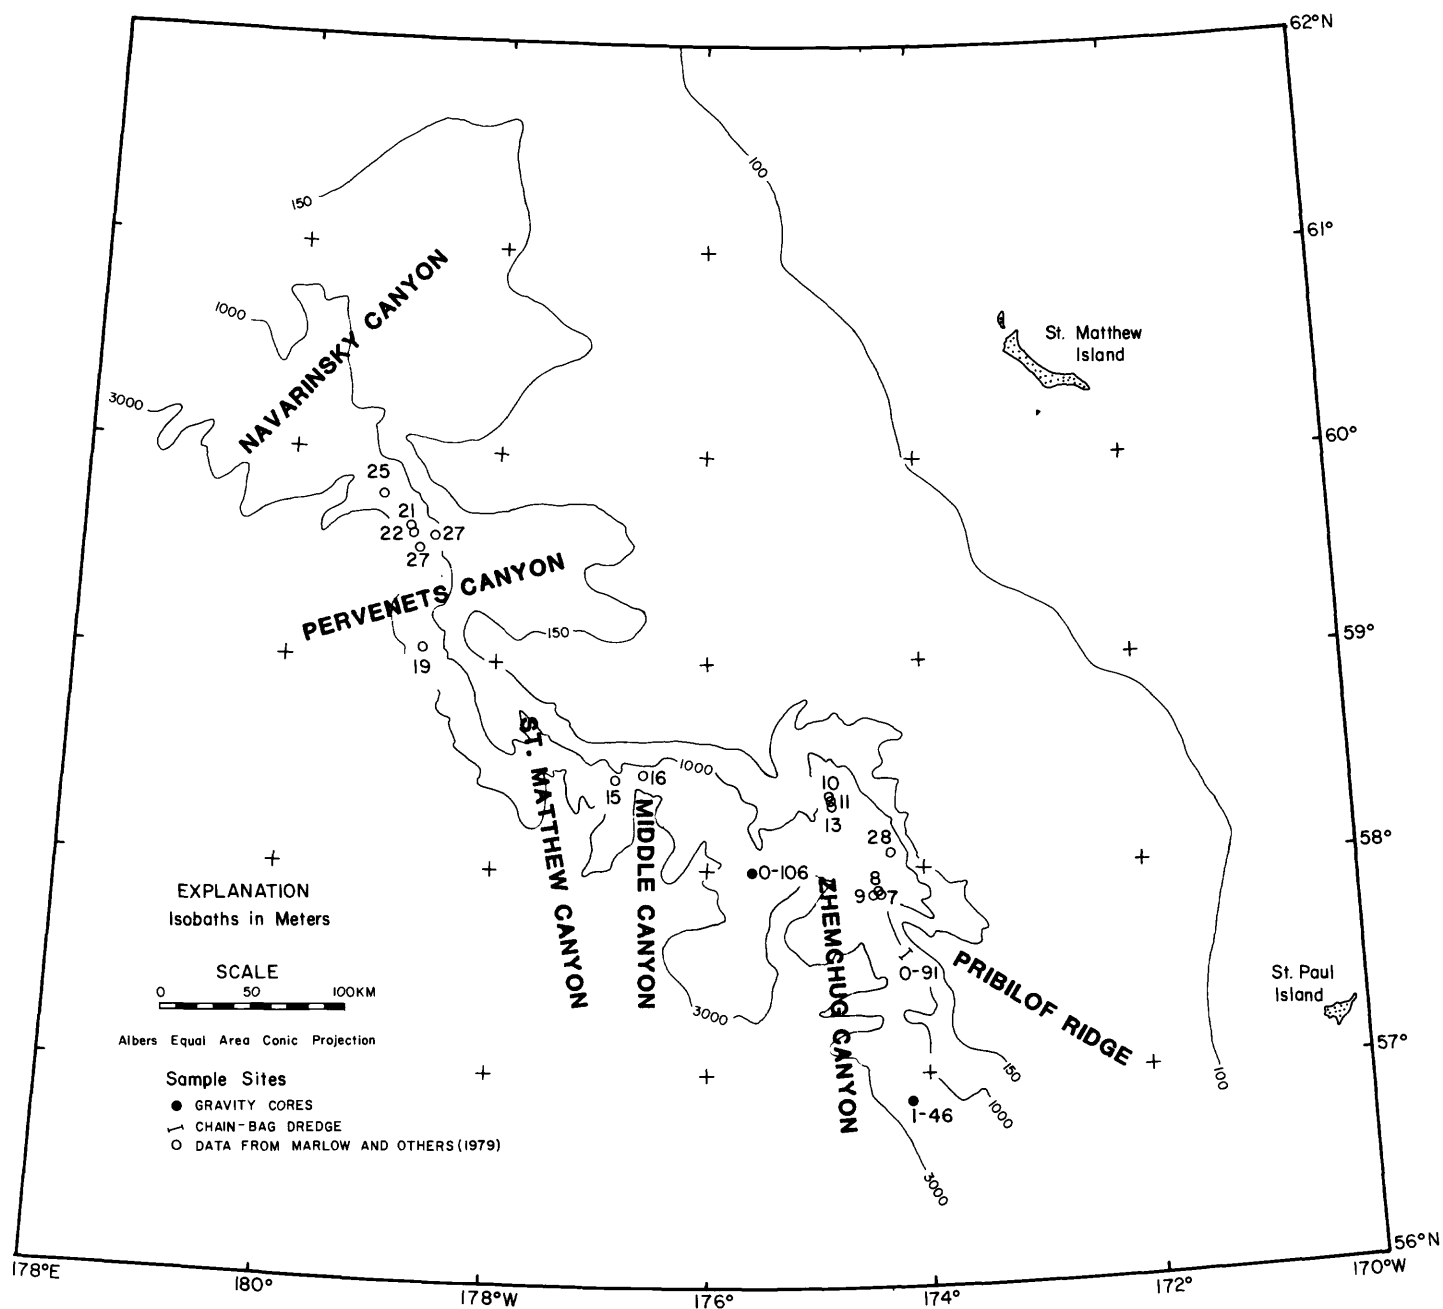 62°N
100
150
61°
NAVARINSKY CANYON
1000
St. Matthew
Island
3000
60°
25
21
22
27
27
PERVENETS CANYON
150
59°
19
ST. MATTHEW CANYON
1000
15
16
MIDDLE CANYON
10
11
13
28
58°
0-106
8
9
7
ZHEMCHUG CANYON
EXPLANATION
Isobaths in Meters
0-91
PRIBILOF RIDGE
St. Paul
Island
SCALE
0 50 100KM
3000
Albers Equal Area Conic Projection
57°
150
100
1000
Sample Sites
GRAVITY CORES
CHAIN-BAG DREDGE
DATA FROM MARLOW AND OTHERS (1979)
1-46
3000
56°N
178°E
180°
178°W
176°
174°
172°
170°W